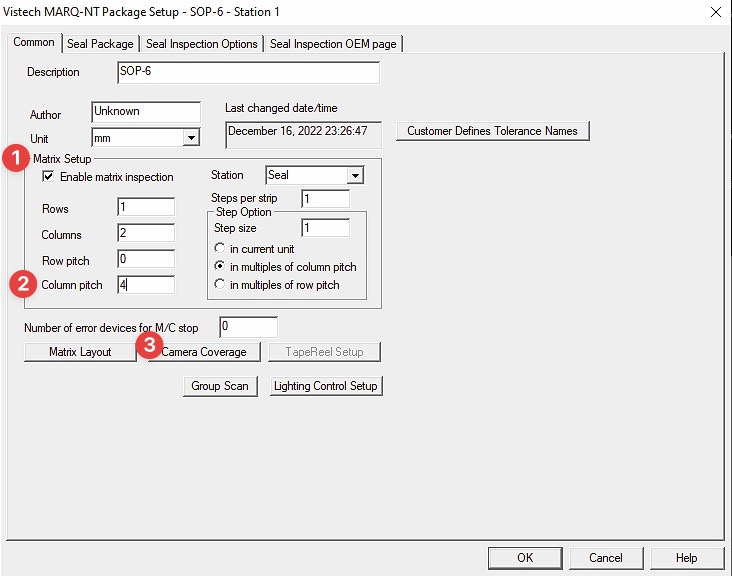 Vistech MARQ-NT Package Setup - SOP-6 - Station 1
Common Seal Package Seal Inspection Options Seal Inspection OEM page
Description SOP-6
Author Unknown
Last changed date/time
Unit mm
December 16, 2022 23:26:47
Customer Defines Tolerance Names
1 Matrix Setup
Enable matrix inspection
Station Seal
Steps per strip 1
Rows 1
Step Option
Step size 1
Columns 2
in current unit
Row pitch 0
in multiples of column pitch
2 Column pitch 4
in multiples of row pitch
Number of error devices for M/C stop 0
Matrix Layout 3 Camera Coverage TapeReel Setup
Group Scan Lighting Control Setup
OK Cancel Help